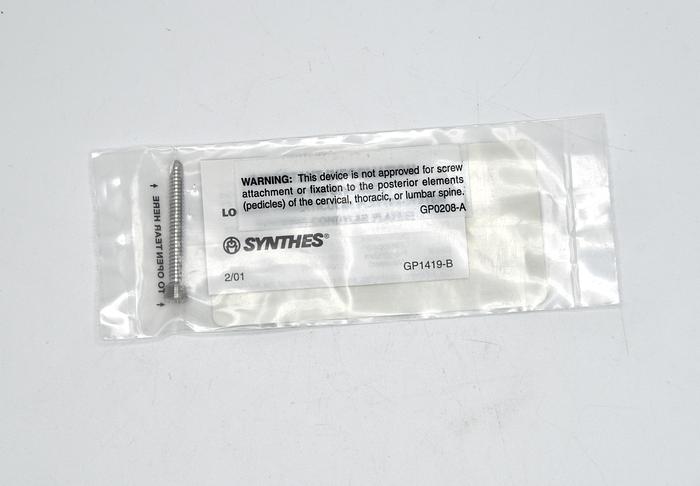 WARNING: This device is not approved for screw
attachment or fixation to the posterior elements
(pedicles) of the cervical, thoracic, or lumbar spine.
GP0208-A
LO
SYNTHES®
2/01 GP1419-B
TO OPEN TEAR HERE